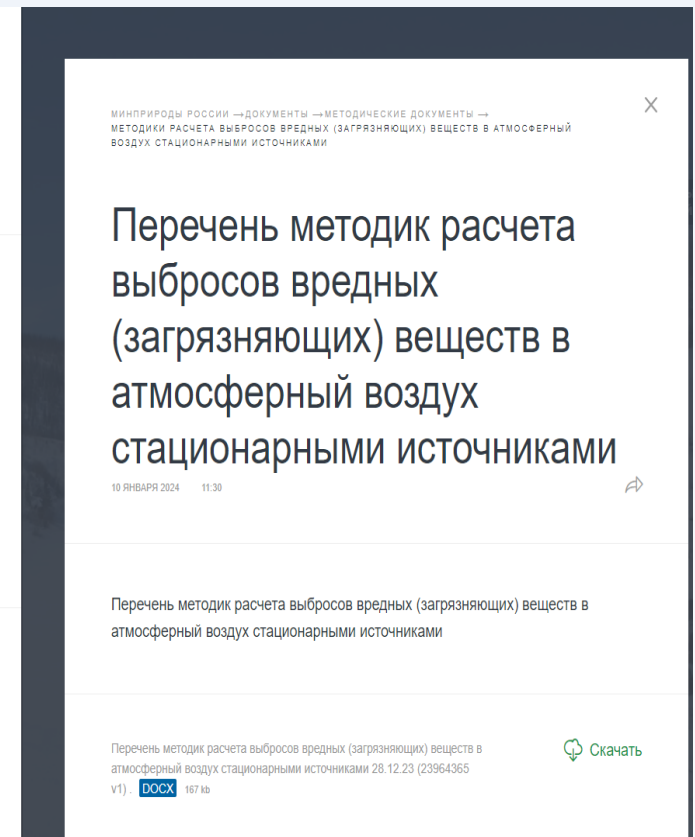 МИНПРИРОДЫ РОССИИ →ДОКУМЕНТЫ →МЕТОДИЧЕСКИЕ ДОКУМЕНТЫ →
МЕТОДИКИ РАСЧЕТА ВЫБРОСОВ ВРЕДНЫХ (ЗАГРЯЗНЯЮЩИХ) ВЕЩЕСТВ В АТМОСФЕРНЫЙ
ВОЗДУХ СТАЦИОНАРНЫМИ ИСТОЧНИКАМИ
Перечень методик расчета
выбросов вредных
(загрязняющих) веществ в
атмосферный воздух
стационарными источниками
10 ЯНВАРЯ 2024 11:30
Перечень методик расчета выбросов вредных (загрязняющих) веществ в
атмосферный воздух стационарными источниками
Перечень методик расчета выбросов вредных (загрязняющих) веществ в
атмосферный воздух стационарными источниками 28.12.23 (23964365
v1) . DOCX 167 kb
Скачать